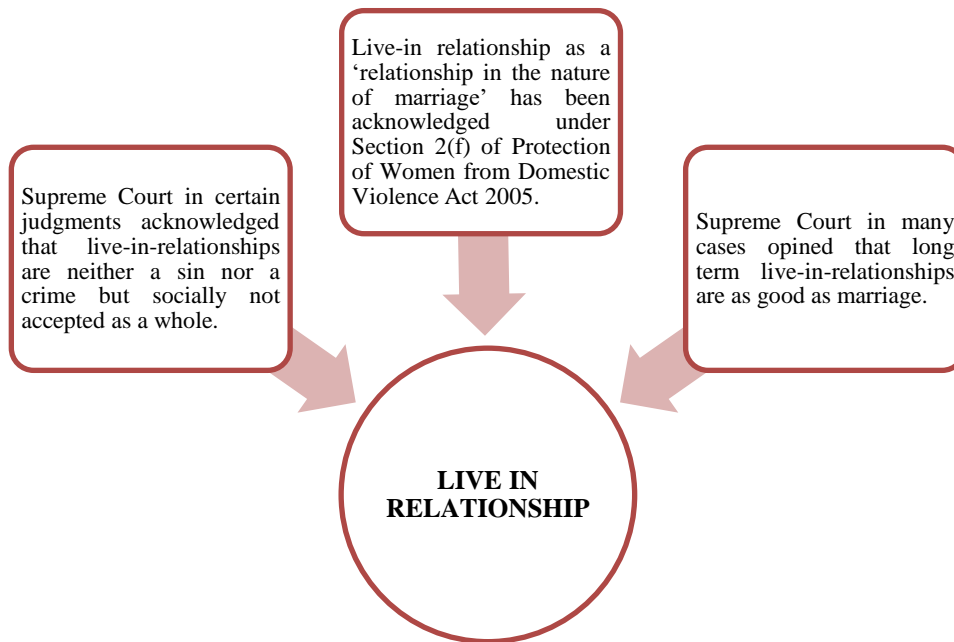 Supreme Court in certain
judgments acknowledged
that live-in-relationships
are neither a sin nor a
crime but socially not
accepted as a whole.
Live-in relationship as a
‘relationship in the nature
of marriage’ has been
acknowledged under
Section 2(f) of Protection
of Women from Domestic
Violence Act 2005.
Supreme Court in many
cases opined that long
term live-in-relationships
are as good as marriage.
LIVE IN
RELATIONSHIP